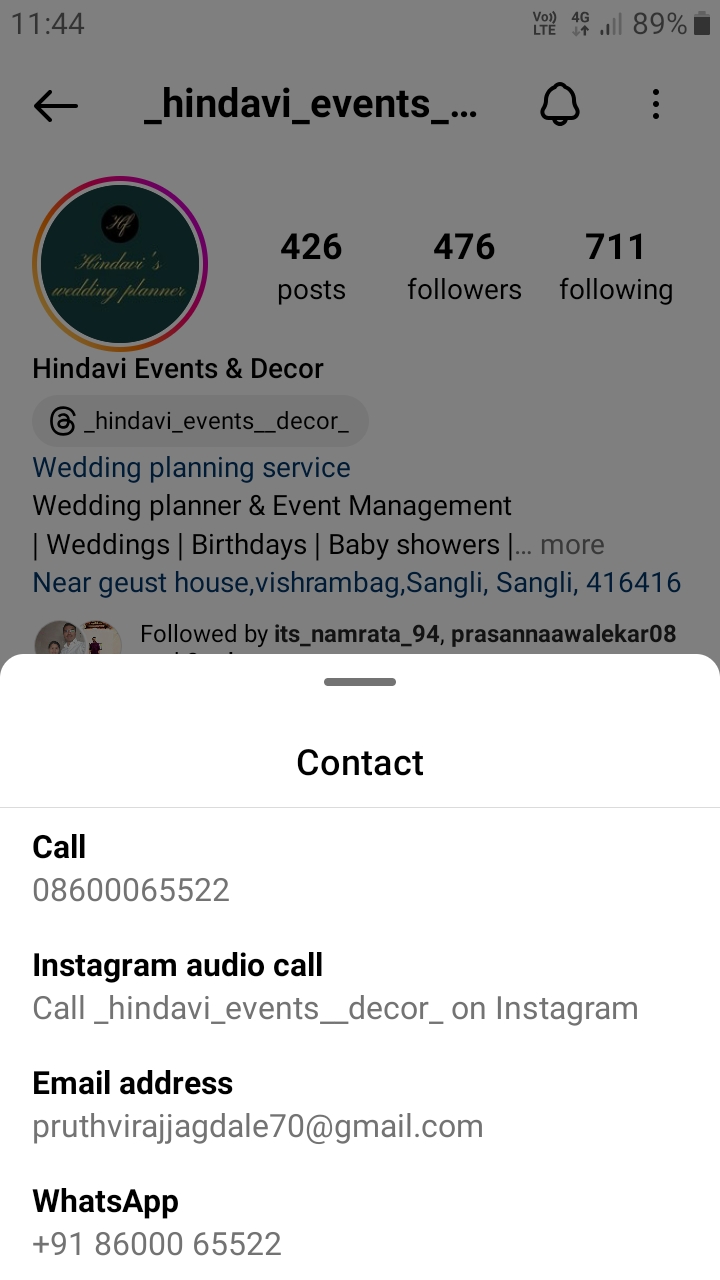 11:44 Vo)) LTE 4G 89%
_hindavi_events_...
Hf
Hindavi's
wedding planner
426 476 711
posts followers following
Hindavi Events & Decor
_hindavi_events__decor_
Wedding planning service
Wedding planner & Event Management
| Weddings | Birthdays | Baby showers |... more
Near geust house,vishrambag,Sangli, Sangli, 416416
Followed by its_namrata_94, prasannaawalekar08
Contact
Call
08600065522
Instagram audio call
Call _hindavi_events__decor_ on Instagram
Email address
pruthvirajjagdale70@gmail.com
WhatsApp
+91 86000 65522